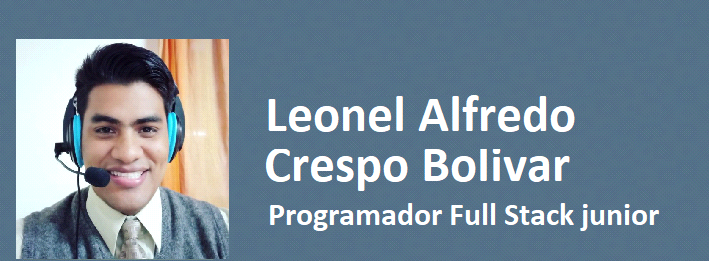 Leonel Alfredo
Crespo Bolivar
Programador Full Stack junior